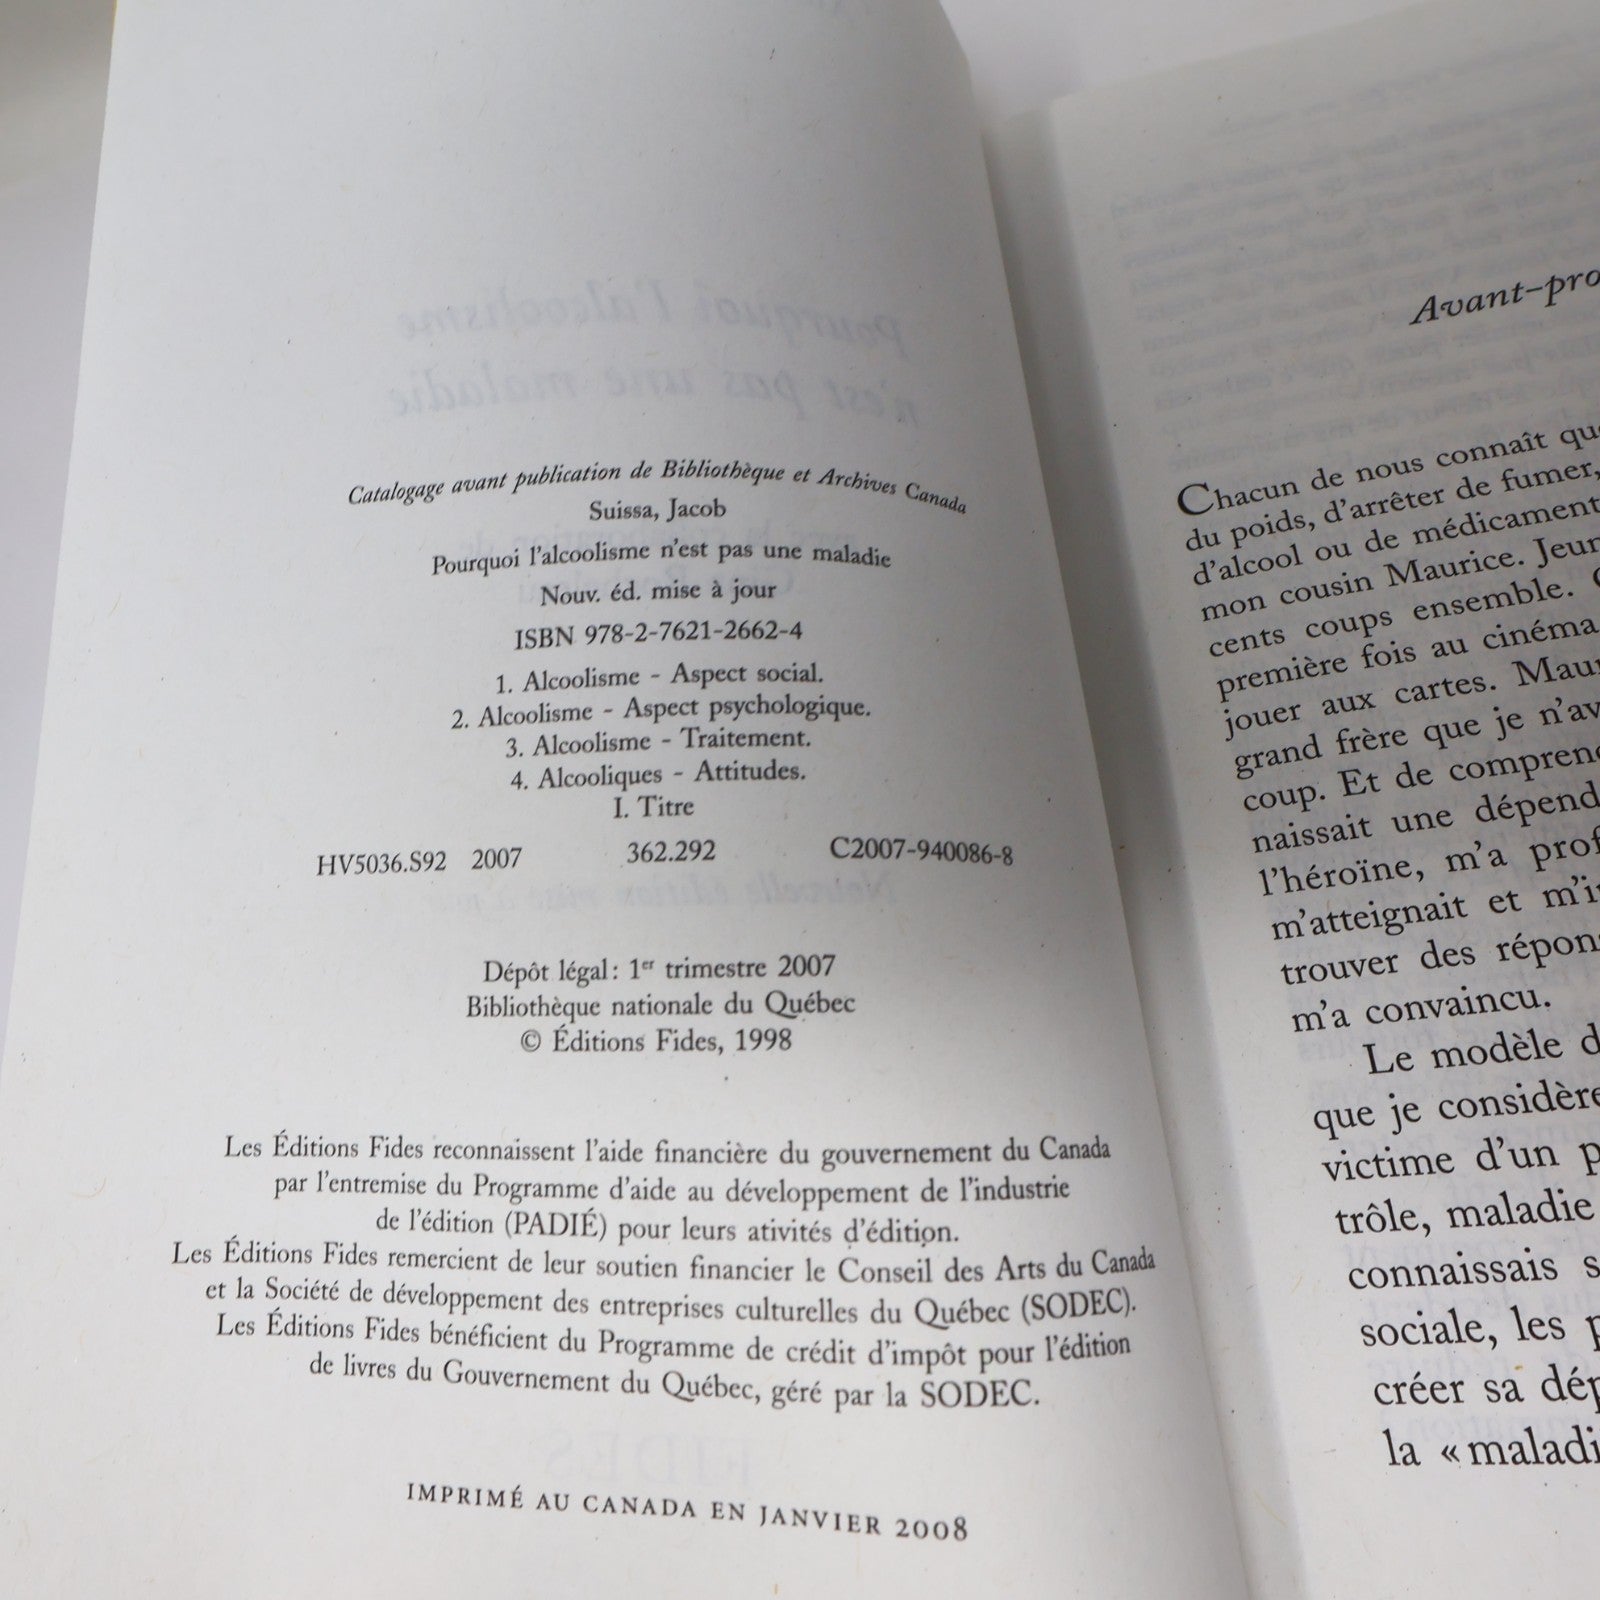 Catalogage avant publication de Bibliothèque et Archives Canada
Suissa, Jacob
Pourquoi l'alcoolisme n'est pas une maladie
Nouv. éd. mise à jour
ISBN 978-2-7621-2662-4
1. Alcoolisme – Aspect social.
2. Alcoolisme – Aspect psychologique.
3. Alcoolisme – Traitement.
4. Alcooliques – Attitudes.
I. Titre
HV5036.S92 2007 362.292 C2007-940086-8
Dépôt légal : 1er trimestre 2007
Bibliothèque nationale du Québec
© Éditions Fides, 1998
Les Éditions Fides reconnaissent l'aide financière du gouvernement du Canada
par l'entremise du Programme d'aide au développement de l'industrie
de l'édition (PADIÉ) pour leurs ativités d'édition.
Les Éditions Fides remercient de leur soutien financier le Conseil des Arts du Canada
et la Société de développement des entreprises culturelles du Québec (SODEC).
Les Éditions Fides bénéficient du Programme de crédit d'impôt pour l'édition
de livres du Gouvernement du Québec, géré par la SODEC.
IMPRIMÉ AU CANADA EN JANVIER 2008
Avant-pro
Chacun de nous connaît que
du poids, d'arrêter de fumer,
d'alcool ou de médicament
mon cousin Maurice. Jeun
cents coups ensemble.
première fois au cinéma
jouer aux cartes. Maur
grand frère que je n'av
coup. Et de comprend
naissait une dépend
l'héroïne, m'a prof
m'atteignait et m'i
trouver des répons
m'a convaincu.
Le modèle d
que je considère
victime d'un p
trôle, maladie
connaissais s
sociale, les p
créer sa dép
la « maladi